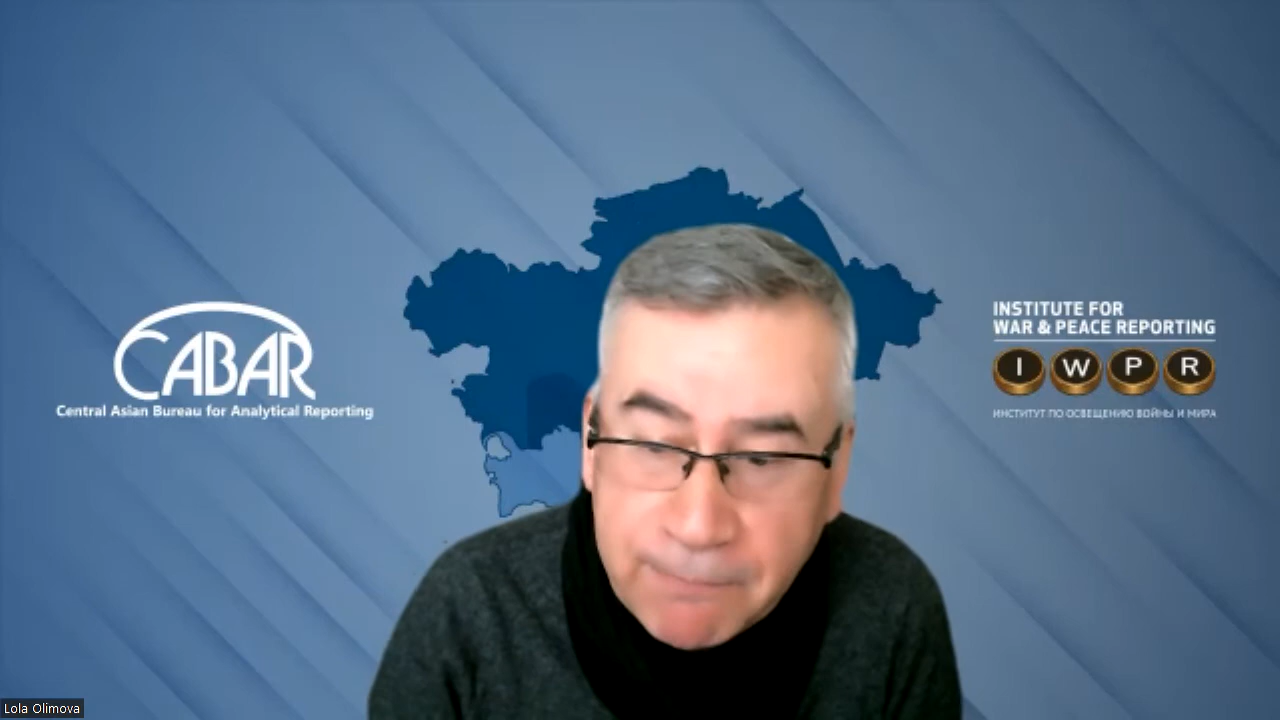 CABAR
Central Asian Bureau for Analytical Reporting
INSTITUTE FOR
WAR & PEACE REPORTING
I W P R
ИНСТИТУТ ПО ОСВЕЩЕНИЮ ВОЙНЫ И МИРА
Lola Olimova